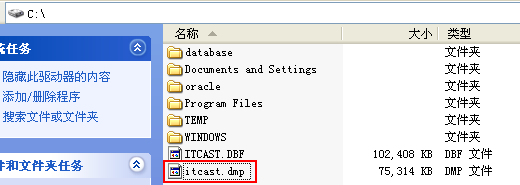 C:\
统任务
隐藏此驱动器的内容
添加/删除程序
搜索文件或文件夹
件和文件夹任务
名称 大小 类型
database 文件夹
Documents and Settings 文件夹
oracle 文件夹
Program Files 文件夹
TEMP 文件夹
WINDOWS 文件夹
ITCAST.DBF 102,408 KB DBF 文件
itcast.dmp 75,314 KB DMP 文件